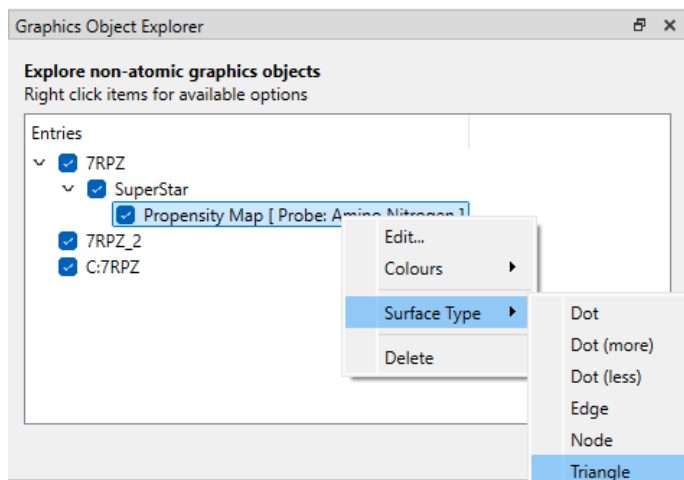 Graphics Object Explorer
Explore non-atomic graphics objects
Right click items for available options
Entries
7RPZ
SuperStar
Propensity Map [ Probe: Amino Nitrogen ]
7RPZ_2
C:7RPZ
Edit...
Colours
Surface Type
Delete
Dot
Dot (more)
Dot (less)
Edge
Node
Triangle